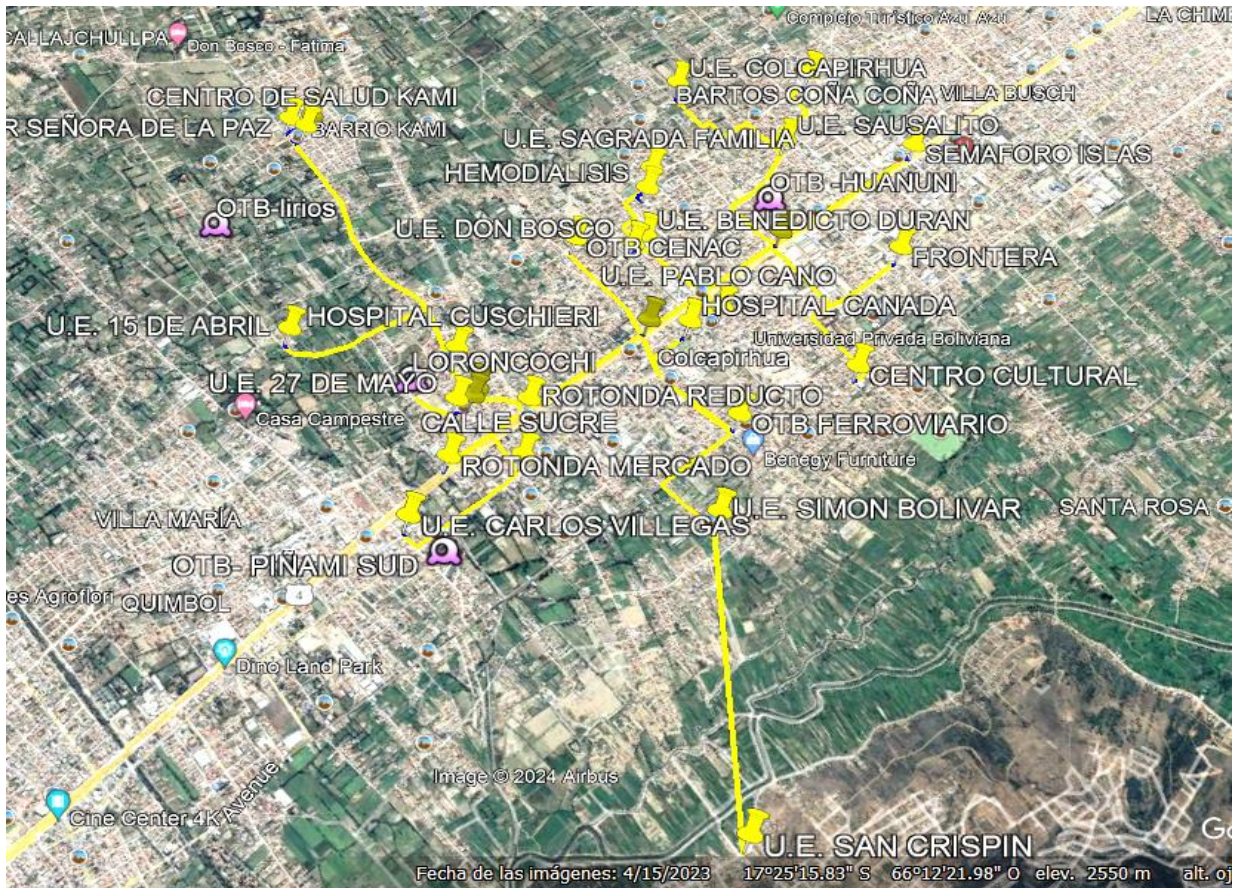 Complejo Turístico Azul Azul
LA CHIM
CALLAJCHULLPA
Don Bosco - Fatima
U.E. COLCAPIRHUA
CENTRO DE SALUD KAMI
BARTOS COÑA COÑA
VILLA BUSCH
R SEÑORA DE LA PAZ
BARRIO KAMI
U.E. SAGRADA FAMILIA
U.E. SAUSALITO
SEMAFORO ISLAS
HEMODIALISIS
OTB -HUANUNI
OTB-lirios
U.E. DON BOSCO
U.E. BENEDICTO DURAN
OTB CENAC
FRONTERA
U.E. PABLO CANO
HOSPITAL CANADA
U.E. 15 DE ABRIL
HOSPITAL CUSCHIERI
Universidad Privada Boliviana
LORONCOCHI
Colcapirhua
U.E. 27 DE MAYO
CENTRO CULTURAL
ROTONDA REDUCTO
Casa Campestre
CALLE SUCRE
OTB FERROVIARIO
Benegy Furniture
ROTONDA MERCADO
VILLA MARÍA
U.E. CARLOS VILLEGAS
U.E. SIMON BOLIVAR
SANTA ROSA
OTB- PIÑAMI SUD
es Agroflori
QUIMBOL
4
Dino Land Park
Image © 2024 Airbus
Avenue
Cine Center 4K
U.E. SAN CRISPIN
Go
Fecha de las imágenes: 4/15/2023 17°25'15.83" S 66°12'21.98" O elev. 2550 m alt. oj